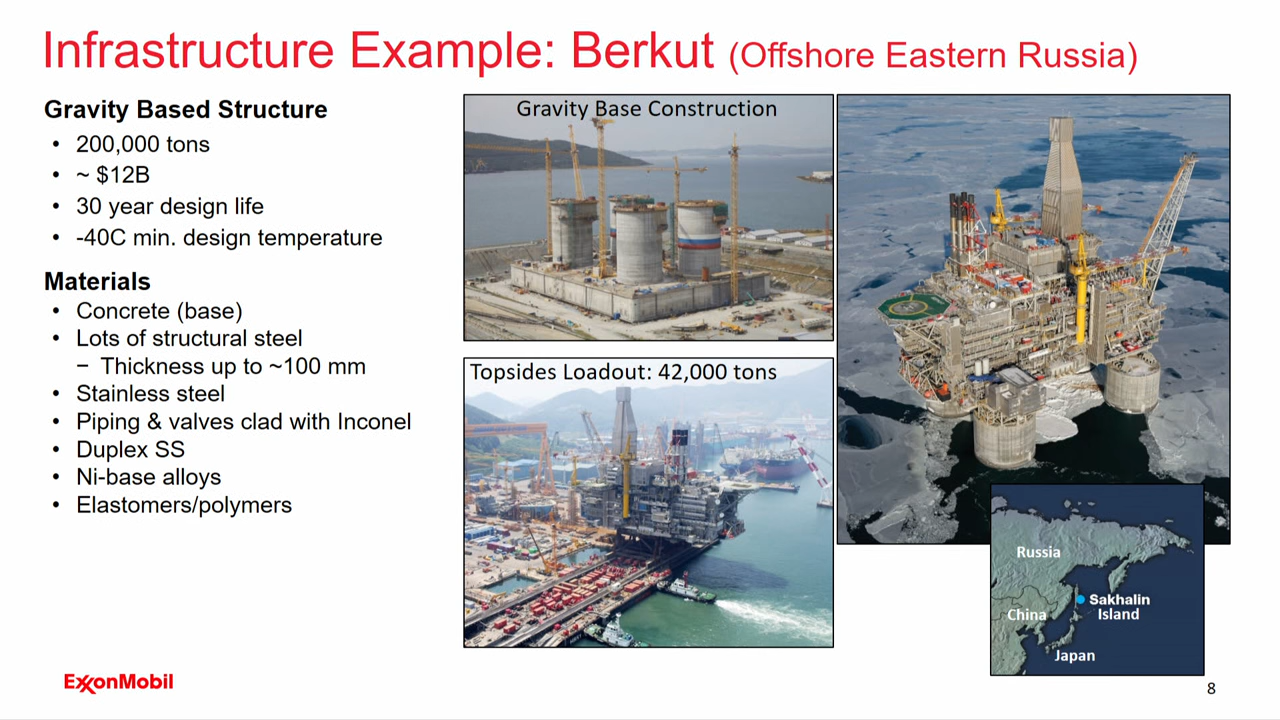 Infrastructure Example: Berkut (Offshore Eastern Russia)
Gravity Based Structure
• 200,000 tons
• ~ $12B
• 30 year design life
• -40C min. design temperature
Materials
• Concrete (base)
• Lots of structural steel
− Thickness up to ~100 mm
• Stainless steel
• Piping & valves clad with Inconel
• Duplex SS
• Ni-base alloys
• Elastomers/polymers
Gravity Base Construction
Topsides Loadout: 42,000 tons
Russia
China
Sakhalin
Island
Japan
ExxonMobil
8